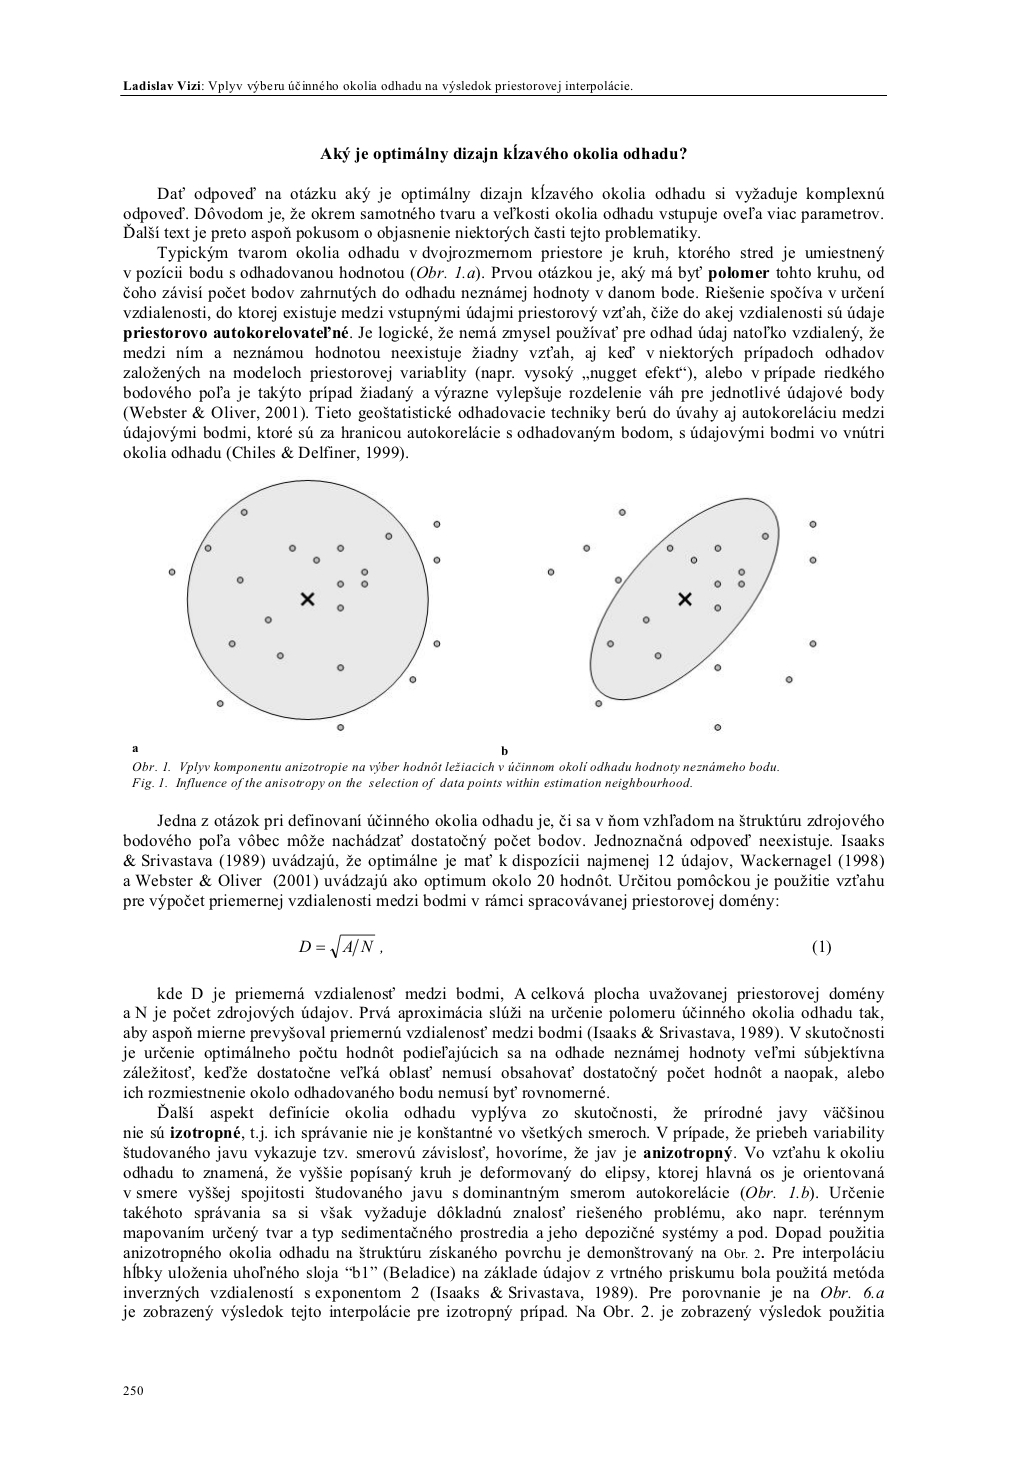 Ladislav Vizi: Vplyv výberu účinného okolia odhadu na výsledok priestorovej interpolácie.
Aký je optimálny dizajn kĺzavého okolia odhadu?
Dať odpoveď na otázku aký je optimálny dizajn kĺzavého okolia odhadu si vyžaduje komplexnú
odpoveď. Dôvodom je, že okrem samotného tvaru a veľkosti okolia odhadu vstupuje oveľa viac parametrov.
Ďalší text je preto aspoň pokusom o objasnenie niektorých časti tejto problematiky.
Typickým tvarom okolia odhadu v dvojrozmernom priestore je kruh, ktorého stred je umiestnený
v pozícii bodu s odhadovanou hodnotou (Obr. 1.a). Prvou otázkou je, aký má byť polomer tohto kruhu, od
čoho závisí počet bodov zahrnutých do odhadu neznámej hodnoty v danom bode. Riešenie spočíva v určení
vzdialenosti, do ktorej existuje medzi vstupnými údajmi priestorový vzťah, čiže do akej vzdialenosti sú údaje
priestorovo autokorelovateľné. Je logické, že nemá zmysel používať pre odhad údaj natoľko vzdialený, že
medzi ním a neznámou hodnotou neexistuje žiadny vzťah, aj keď v niektorých prípadoch odhadov
založených na modeloch priestorovej variablity (napr. vysoký „nugget efekt“), alebo v prípade riedkého
bodového poľa je takýto prípad žiadaný a výrazne vylepšuje rozdelenie váh pre jednotlivé údajové body
(Webster & Oliver, 2001). Tieto geoštatistické odhadovacie techniky berú do úvahy aj autokoreláciu medzi
údajovými bodmi, ktoré sú za hranicou autokorelácie s odhadovaným bodom, s údajovými bodmi vo vnútri
okolia odhadu (Chiles & Delfiner, 1999).
a
b
Obr. 1. Vplyv komponentu anizotropie na výber hodnôt ležiacich v účinnom okolí odhadu hodnoty neznámeho bodu.
Fig. 1. Influence of the anisotropy on the selection of data points within estimation neighbourhood.
Jedna z otázok pri definovaní účinného okolia odhadu je, či sa v ňom vzhľadom na štruktúru zdrojového
bodového poľa vôbec môže nachádzať dostatočný počet bodov. Jednoznačná odpoveď neexistuje. Isaaks
& Srivastava (1989) uvádzajú, že optimálne je mať k dispozícii najmenej 12 údajov, Wackernagel (1998)
a Webster & Oliver (2001) uvádzajú ako optimum okolo 20 hodnôt. Určitou pomôckou je použitie vzťahu
pre výpočet priemernej vzdialenosti medzi bodmi v rámci spracovávanej priestorovej domény:
D = √A/N , (1)
kde D je priemerná vzdialenosť medzi bodmi, A celková plocha uvažovanej priestorovej domény
a N je počet zdrojových údajov. Prvá aproximácia slúži na určenie polomeru účinného okolia odhadu tak,
aby aspoň mierne prevyšoval priemernú vzdialenosť medzi bodmi (Isaaks & Srivastava, 1989). V skutočnosti
je určenie optimálneho počtu hodnôt podieľajúcich sa na odhade neznámej hodnoty veľmi súbjektívna
záležitosť, keďže dostatočne veľká oblasť nemusí obsahovať dostatočný počet hodnôt a naopak, alebo
ich rozmiestnenie okolo odhadovaného bodu nemusí byť rovnomerné.
Ďalší aspekt definície okolia odhadu vyplýva zo skutočnosti, že prírodné javy väčšinou
nie sú izotropné, t.j. ich správanie nie je konštantné vo všetkých smeroch. V prípade, že priebeh variability
študovaného javu vykazuje tzv. smerovú závislosť, hovoríme, že jav je anizotropný. Vo vzťahu k okoliu
odhadu to znamená, že vyššie popísaný kruh je deformovaný do elipsy, ktorej hlavná os je orientovaná
v smere vyššej spojitosti študovaného javu s dominantným smerom autokorelácie (Obr. 1.b). Určenie
takéhoto správania sa si však vyžaduje dôkladnú znalosť riešeného problému, ako napr. terénnym
mapovaním určený tvar a typ sedimentačného prostredia a jeho depozičné systémy a pod. Dopad použitia
anizotropného okolia odhadu na štruktúru získaného povrchu je demonštrovaný na Obr. 2. Pre interpoláciu
hĺbky uloženia uhoľného sloja “b1” (Beladice) na základe údajov z vrtného priskumu bola použitá metóda
inverzných vzdialeností s exponentom 2 (Isaaks & Srivastava, 1989). Pre porovnanie je na Obr. 6.a
je zobrazený výsledok tejto interpolácie pre izotropný prípad. Na Obr. 2. je zobrazený výsledok použitia
250